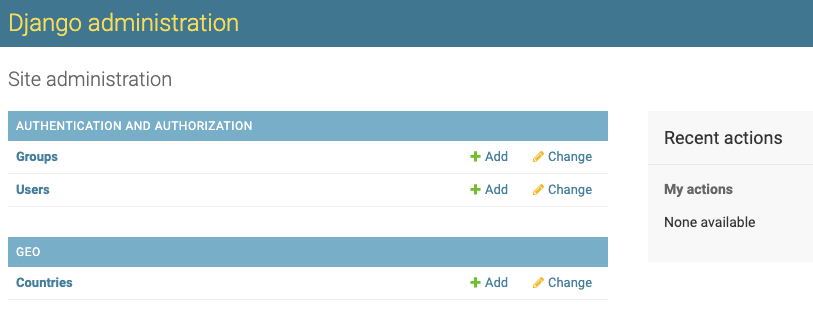 Django administration
Site administration
AUTHENTICATION AND AUTHORIZATION
Groups Add Change
Users Add Change
GEO
Countries Add Change
Recent actions
My actions
None available